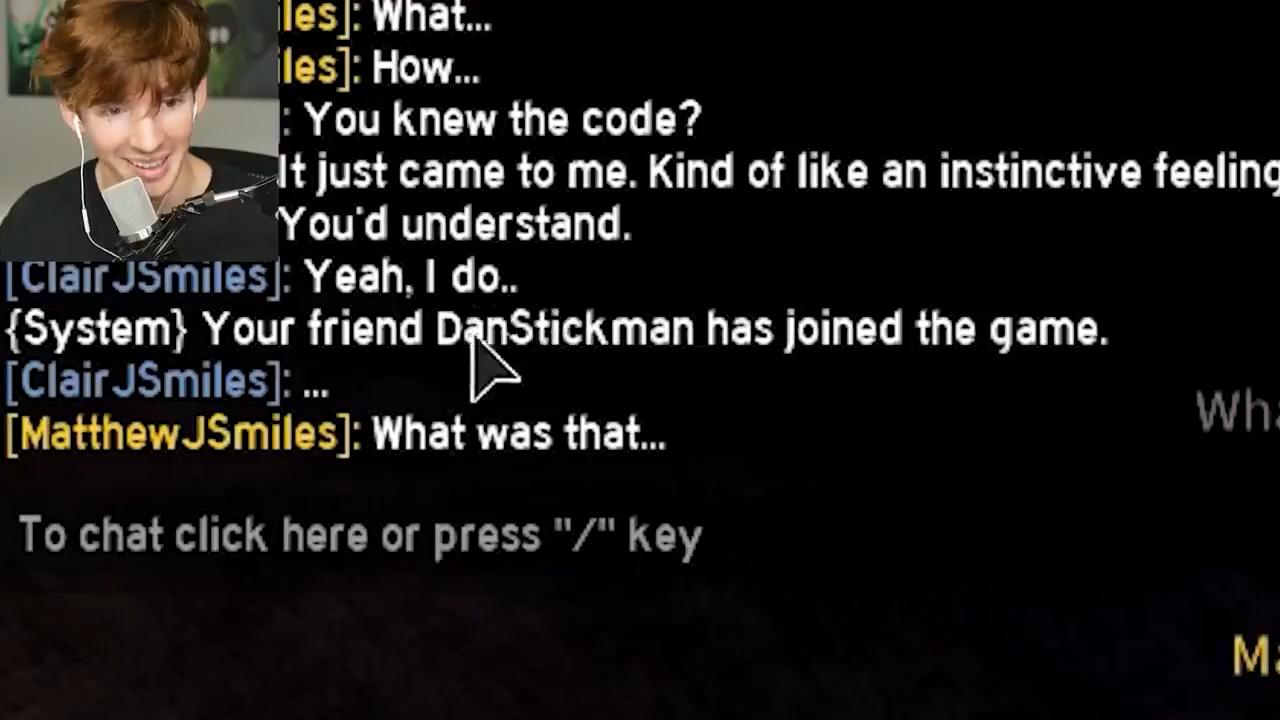 les]: What...
les]: How...
: You knew the code?
It just came to me. Kind of like an instinctive feeling
You'd understand.
[ClairJSmiles]: Yeah, I do..
{System} Your friend DanStickman has joined the game.
[ClairJSmiles]: ...
Wha
[MatthewJSmiles]: What was that...
To chat click here or press "/" key
Ma